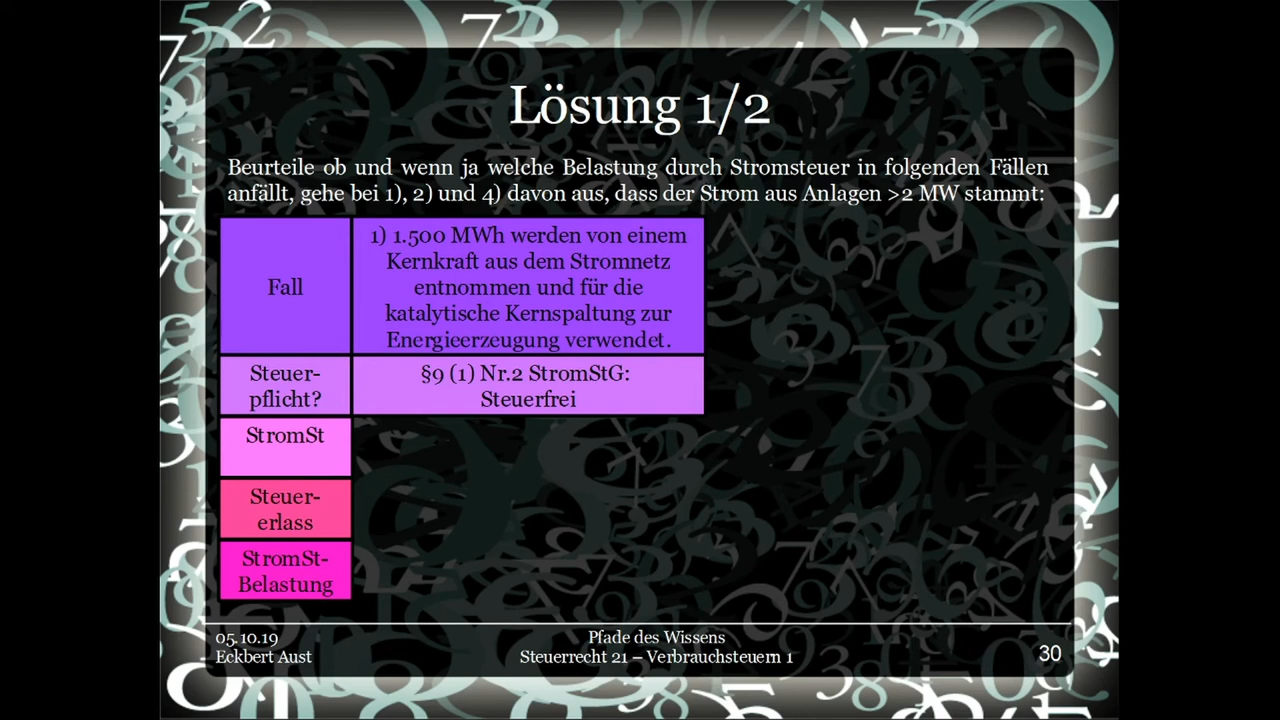 Lösung 1/2
Beurteile ob und wenn ja welche Belastung durch Stromsteuer in folgenden Fällen
anfällt, gehe bei 1), 2) und 4) davon aus, dass der Strom aus Anlagen >2 MW stammt:
Fall
1) 1.500 MWh werden von einem
Kernkraft aus dem Stromnetz
entnommen und für die
katalytische Kernspaltung zur
Energieerzeugung verwendet.
Steuer-
pflicht?
§9 (1) Nr.2 StromStG:
Steuerfrei
StromSt
Steuer-
erlass
StromSt-
Belastung
05.10.19
Eckbert Aust
Pfade des Wissens
Steuerrecht 21 – Verbrauchsteuern 1
30